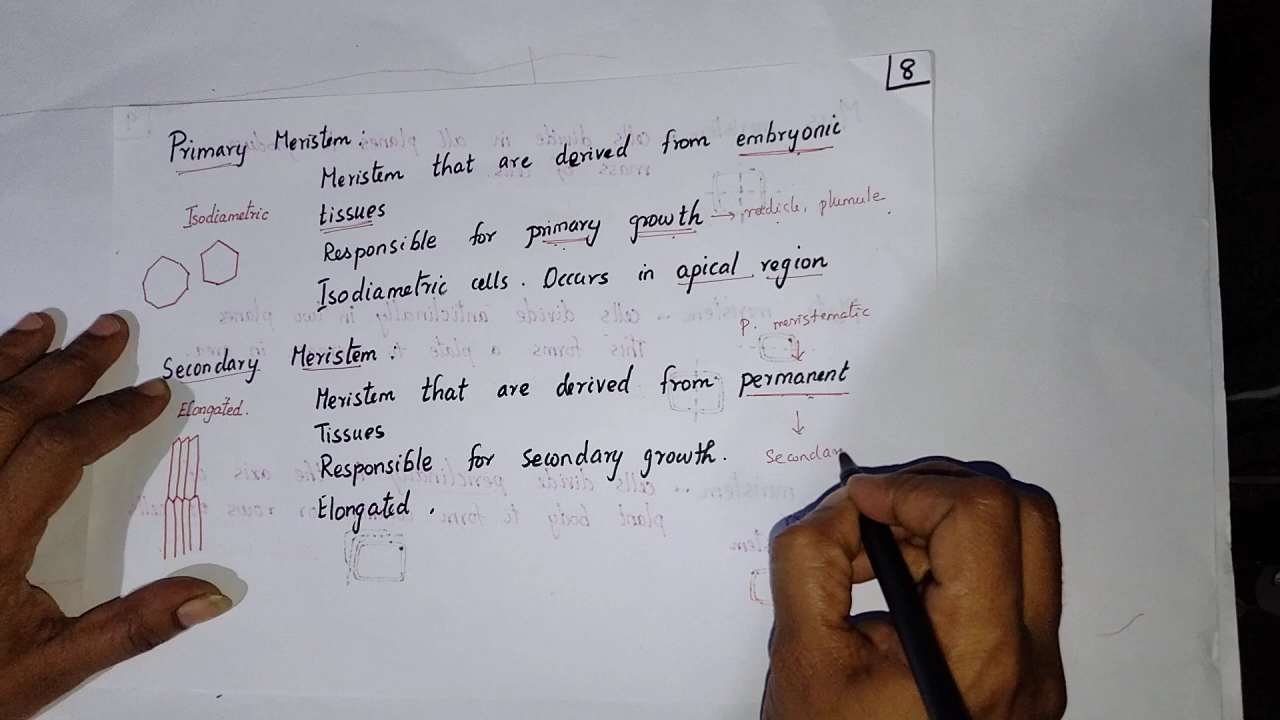 8
Primary Meristem :
Meristem that are derived from embryonic
tissues
Isodiametric
Responsible for primary growth → radicle, plumule
Isodiametric cells. Occurs in apical region
P. meristematic
Secondary Meristem :
Meristem that are derived from permanent
Elongated.
Tissues
Responsible for secondary growth.
Secondar
Elongated.